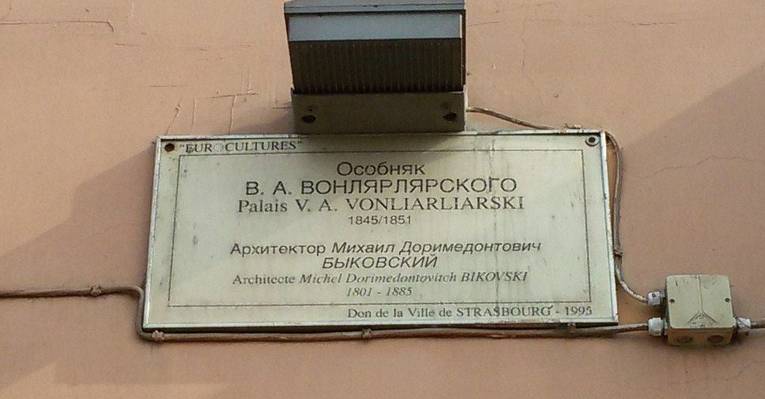 "EUROCULTURES"
Особняк
В. А. ВОНЛЯРЛЯРСКОГО
Palais V. A. VONLIARLIARSKI
1845/1851
Архитектор Михаил Доримедонтович
БЫКОВСКИЙ
Architecte Michel Dorimedontovitch BIKOVSKI
1801 - 1885
Don de la Ville de STRASBOURG - 1995